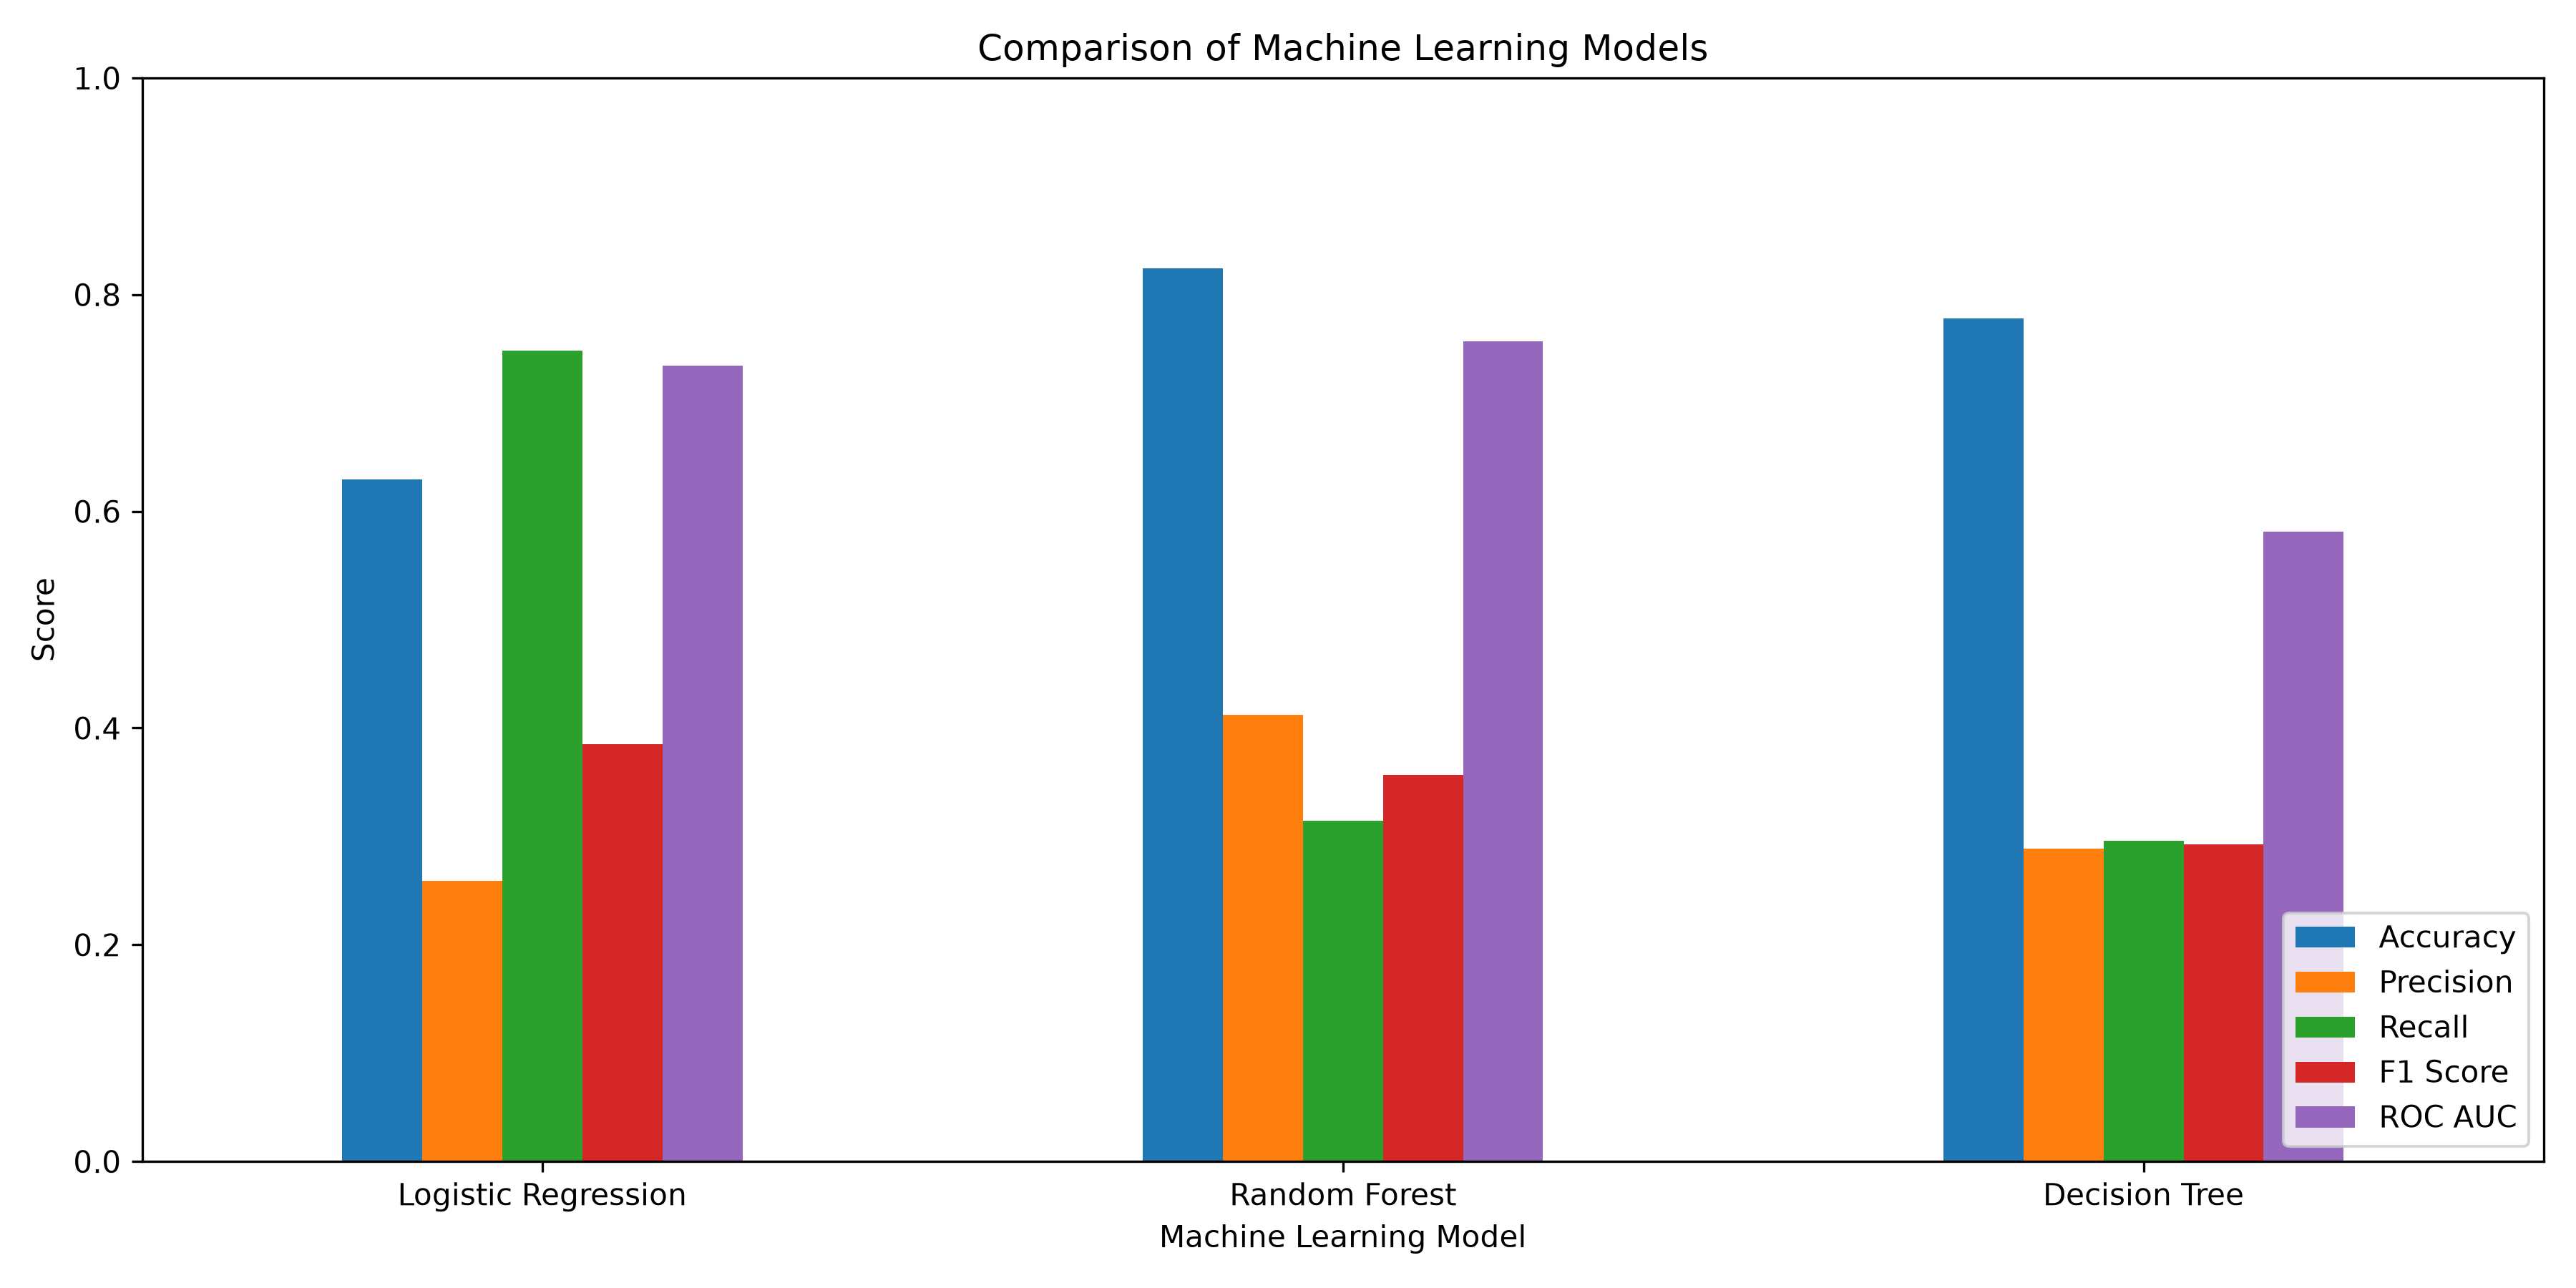 Comparison of Machine Learning Models
1.0
0.8
0.6
0.4
0.2
0.0
Score
Logistic Regression
Random Forest
Decision Tree
Machine Learning Model
Accuracy
Precision
Recall
F1 Score
ROC AUC